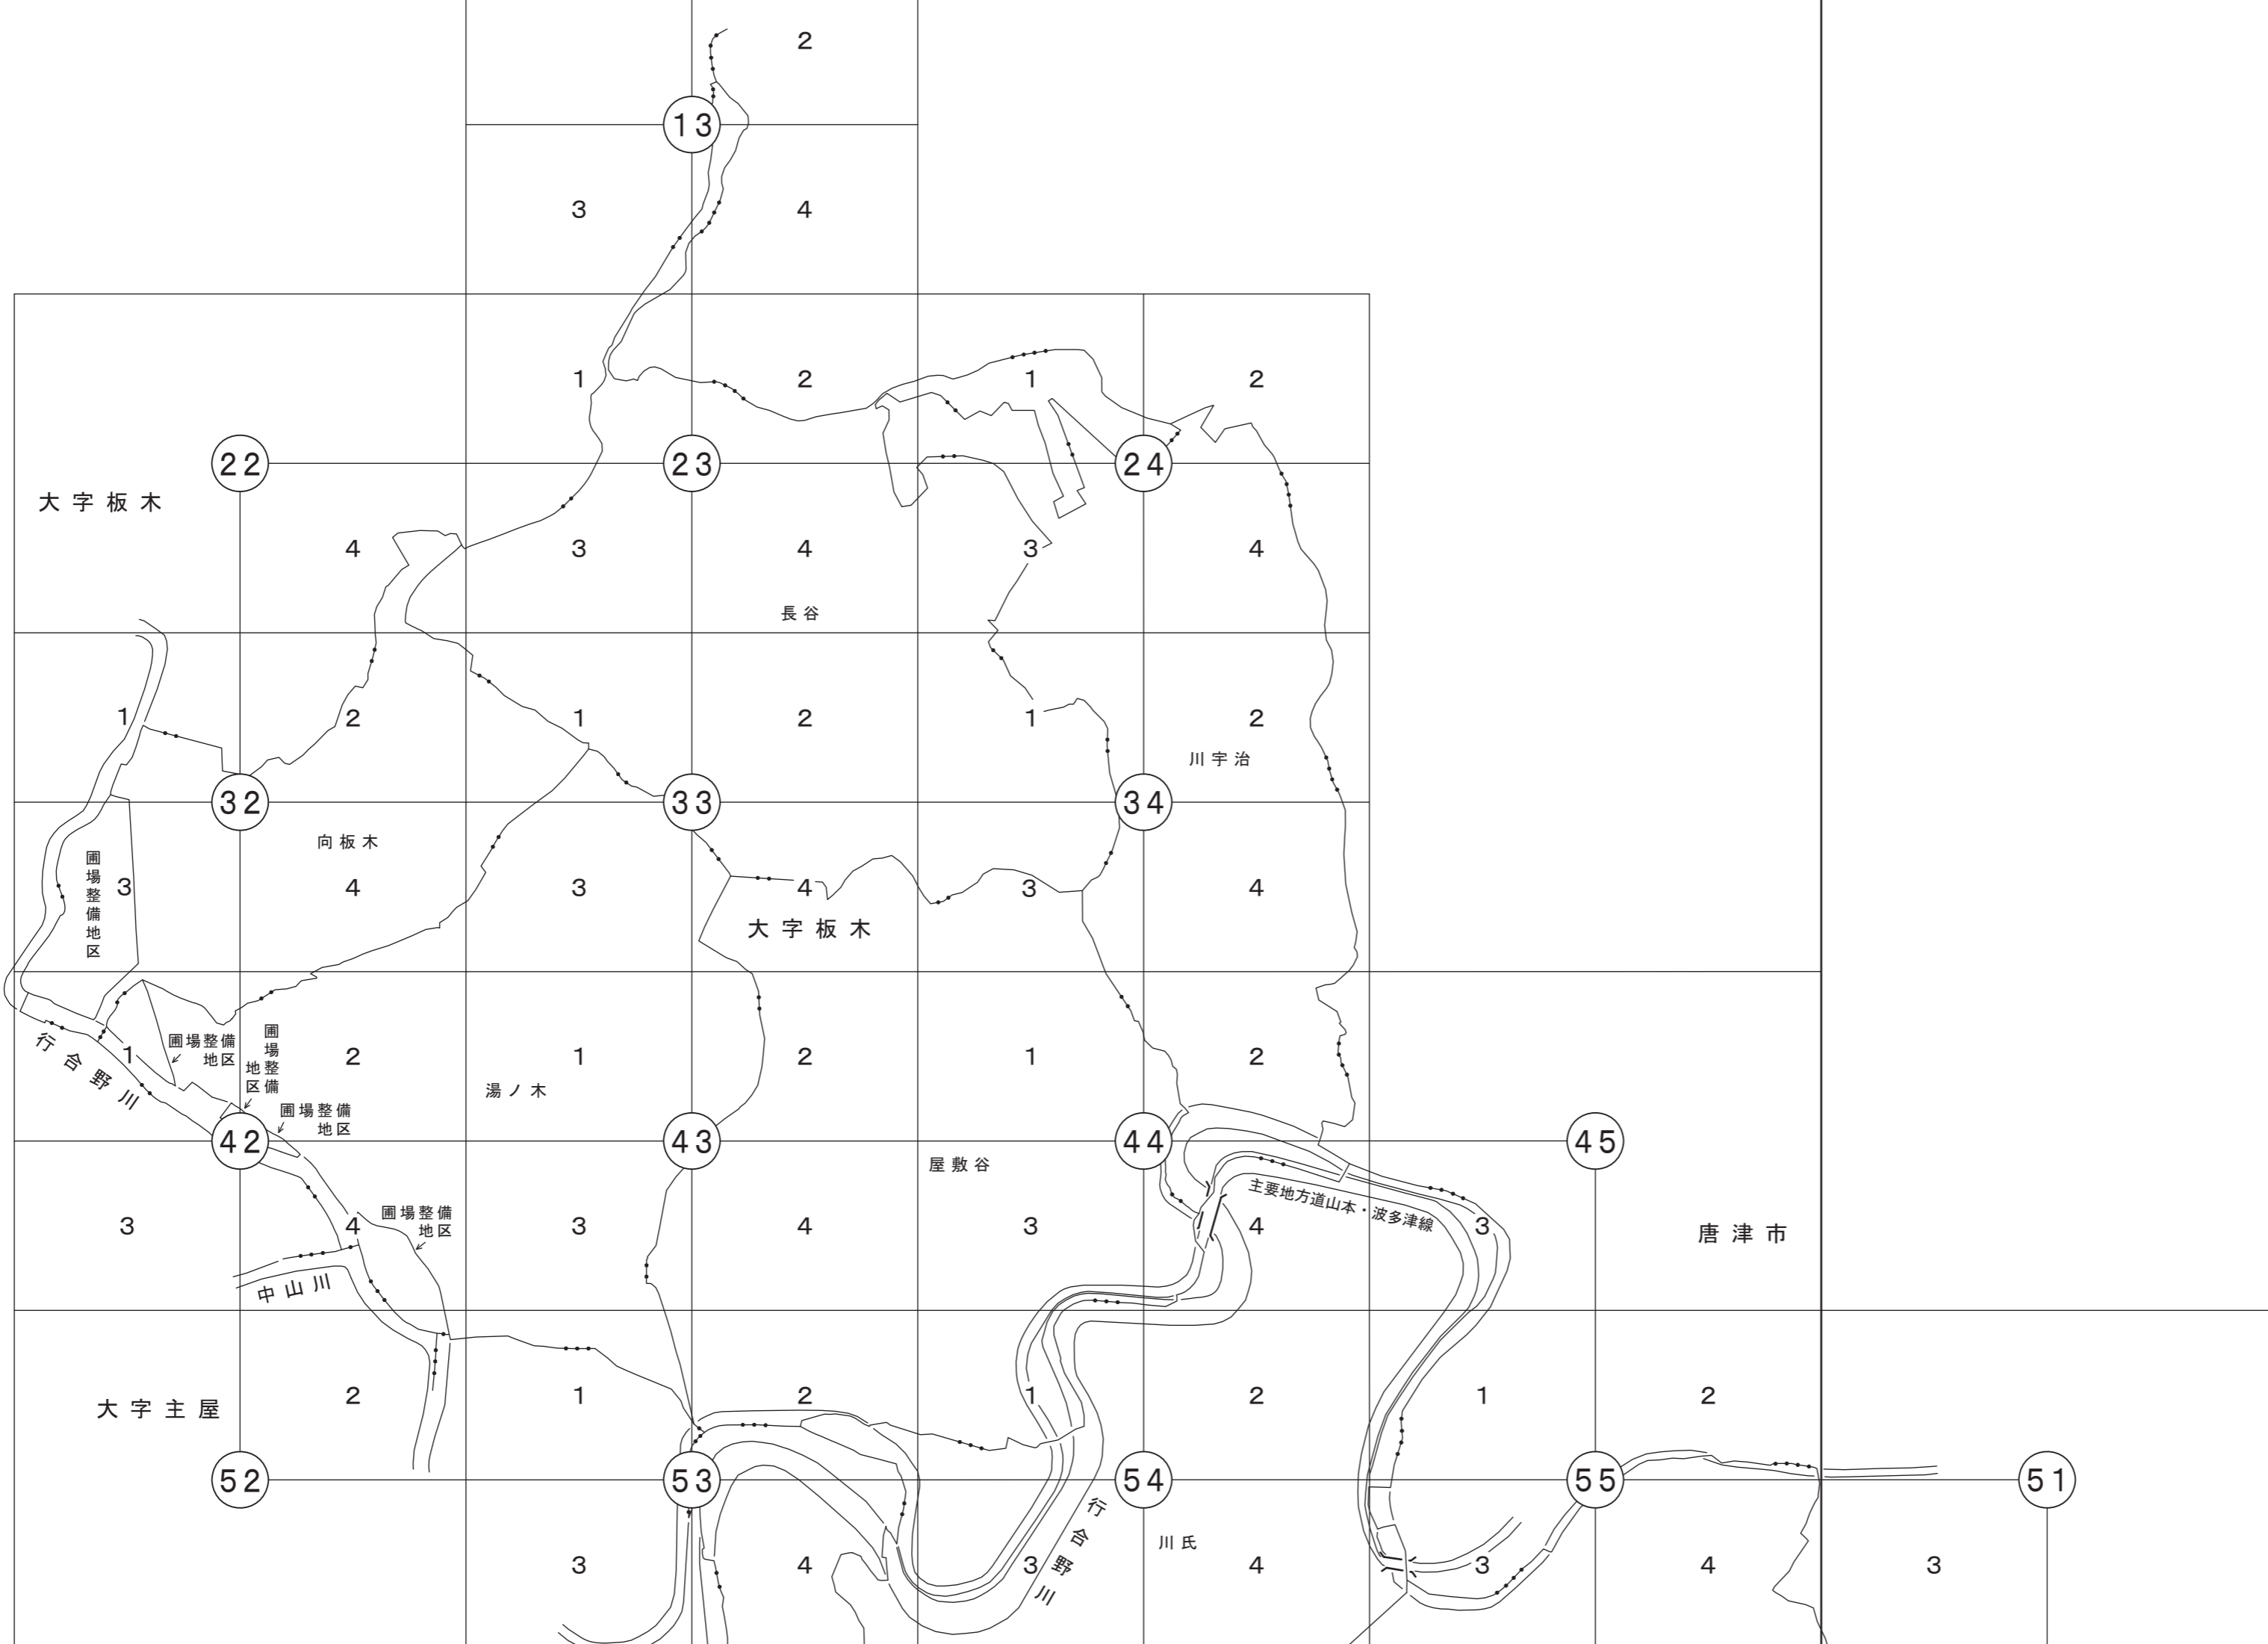 2
13
3 4
1 2 1 2
22 23 24
大字板木
4 3 4 3 4
長谷
1 2 1 2 1 2
川宇治
32 33 34
向板木
圃場整備地区
3 4 3 4 3 4
大字板木
行合野川
圃場整備
地区
圃場整備
地区
1 2 1 2 1 2
湯ノ木
圃場整備
地区
42 43 44 45
屋敷谷
主要地方道山本・波多津線
圃場整備
地区
3 4 3 4 3 4 3
唐津市
中山川
大字主屋
2 1 2 1 2 1 2
52 53 54 55 51
行合野川
川氏
3 4 3 4 3 4 3